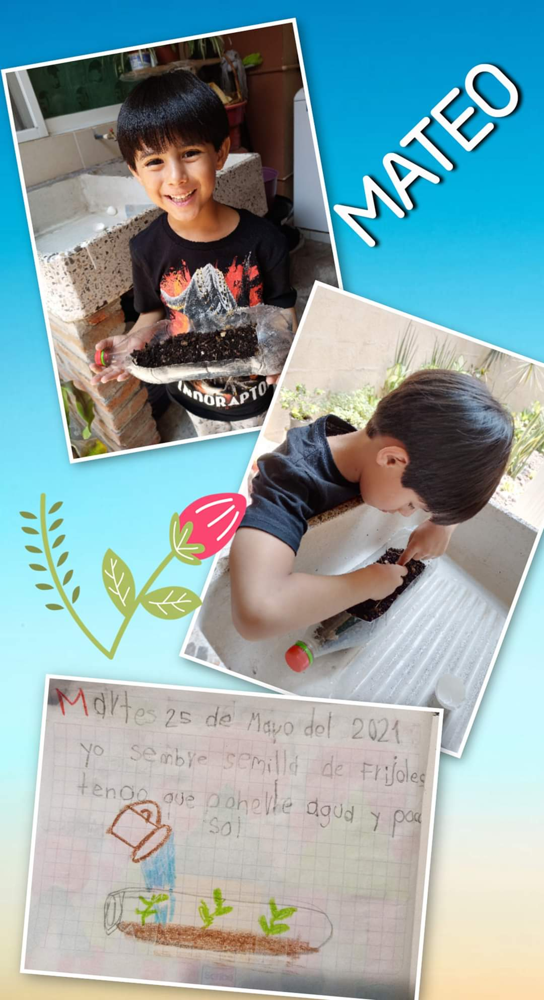 MATEO
INDORAPTO
Martes 25 de Mayo del 2021
yo sembre semilla de Frijoles
tengo que ponerle agua y poco
sol
Scribe